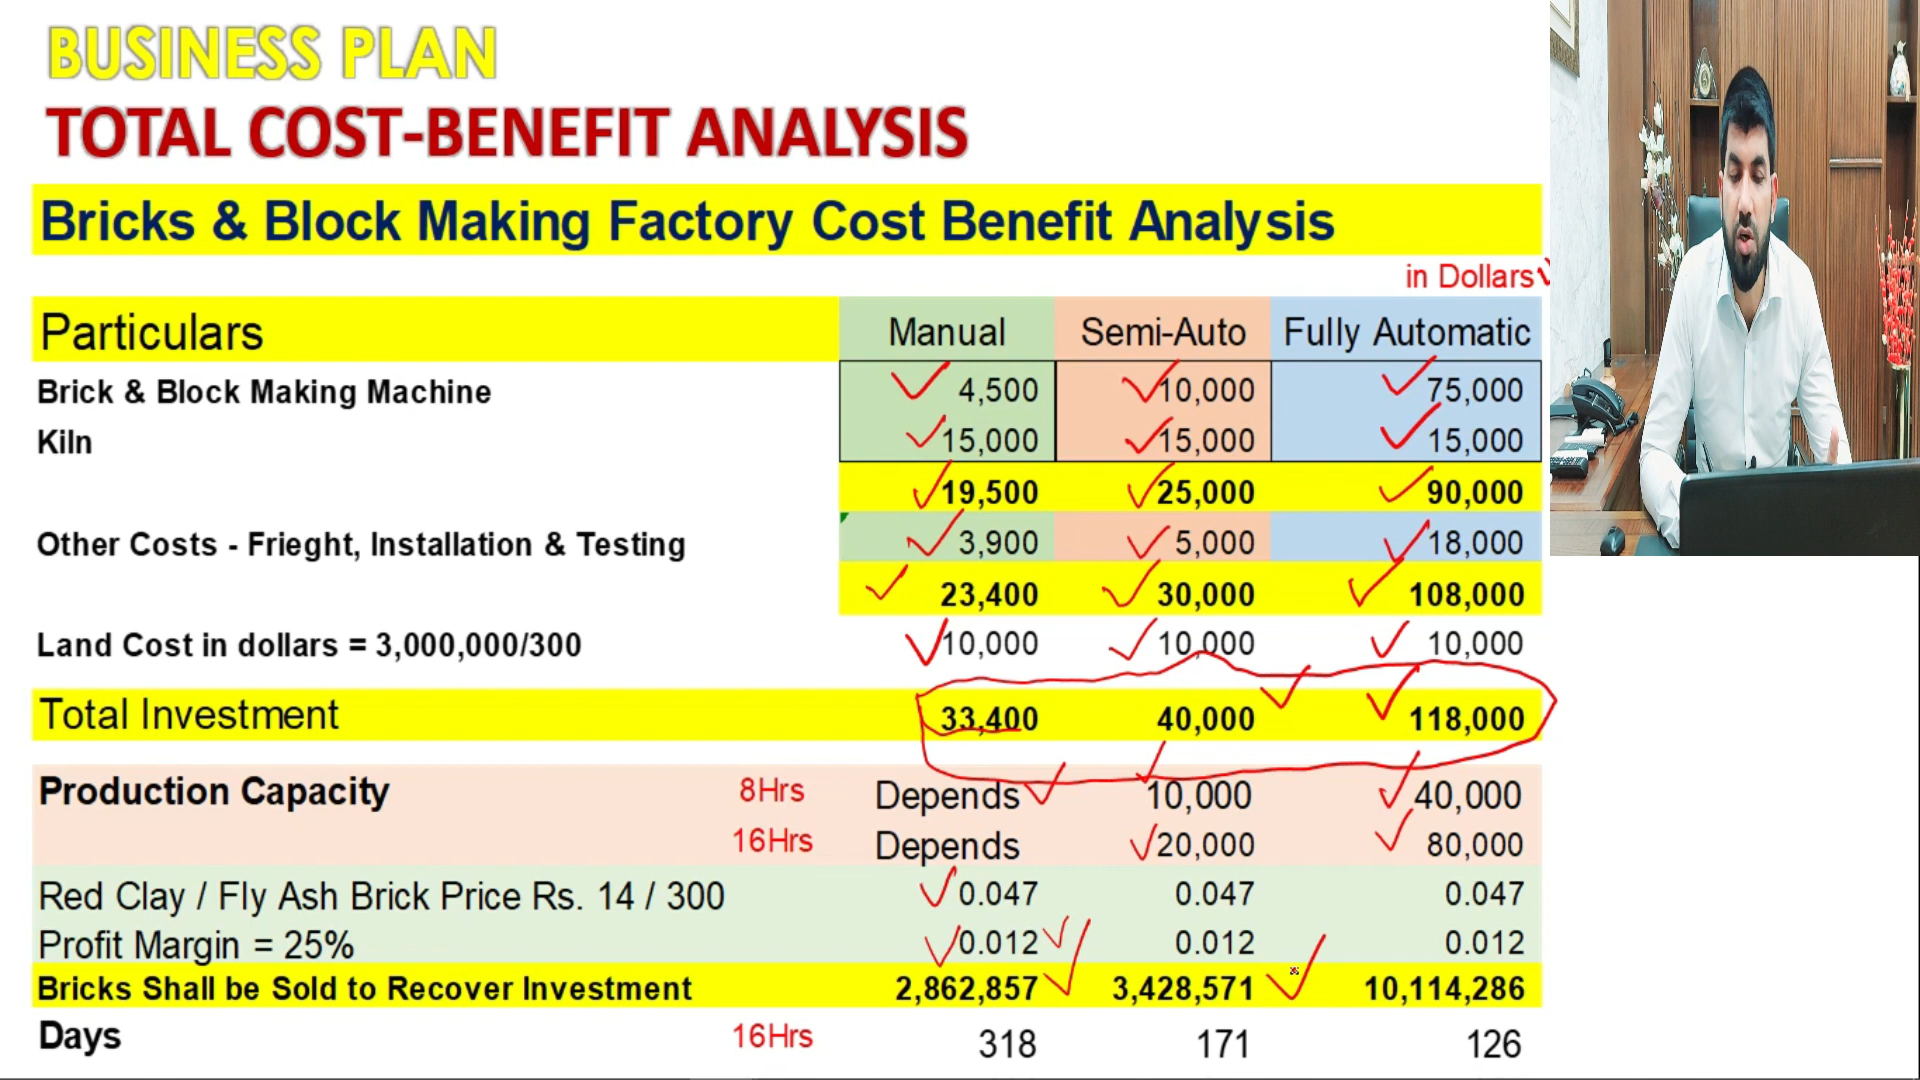 BUSINESS PLAN
TOTAL COST-BENEFIT ANALYSIS
Bricks & Block Making Factory Cost Benefit Analysis
in Dollars
Particulars Manual Semi-Auto Fully Automatic
Brick & Block Making Machine 4,500 10,000 75,000
Kiln 15,000 15,000 15,000
19,500 25,000 90,000
Other Costs - Frieght, Installation & Testing 3,900 5,000 18,000
23,400 30,000 108,000
Land Cost in dollars = 3,000,000/300 10,000 10,000 10,000
Total Investment 33,400 40,000 118,000
Production Capacity 8Hrs Depends 10,000 40,000
16Hrs Depends 20,000 80,000
Red Clay / Fly Ash Brick Price Rs. 14 / 300 0.047 0.047 0.047
Profit Margin = 25% 0.012 0.012 0.012
Bricks Shall be Sold to Recover Investment 2,862,857 3,428,571 10,114,286
Days 16Hrs 318 171 126